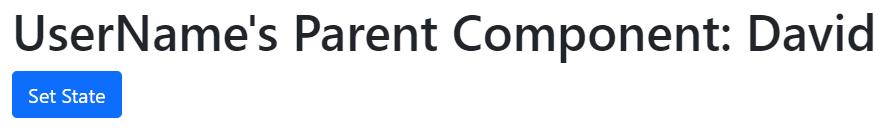 UserName's Parent Component: David
Set State